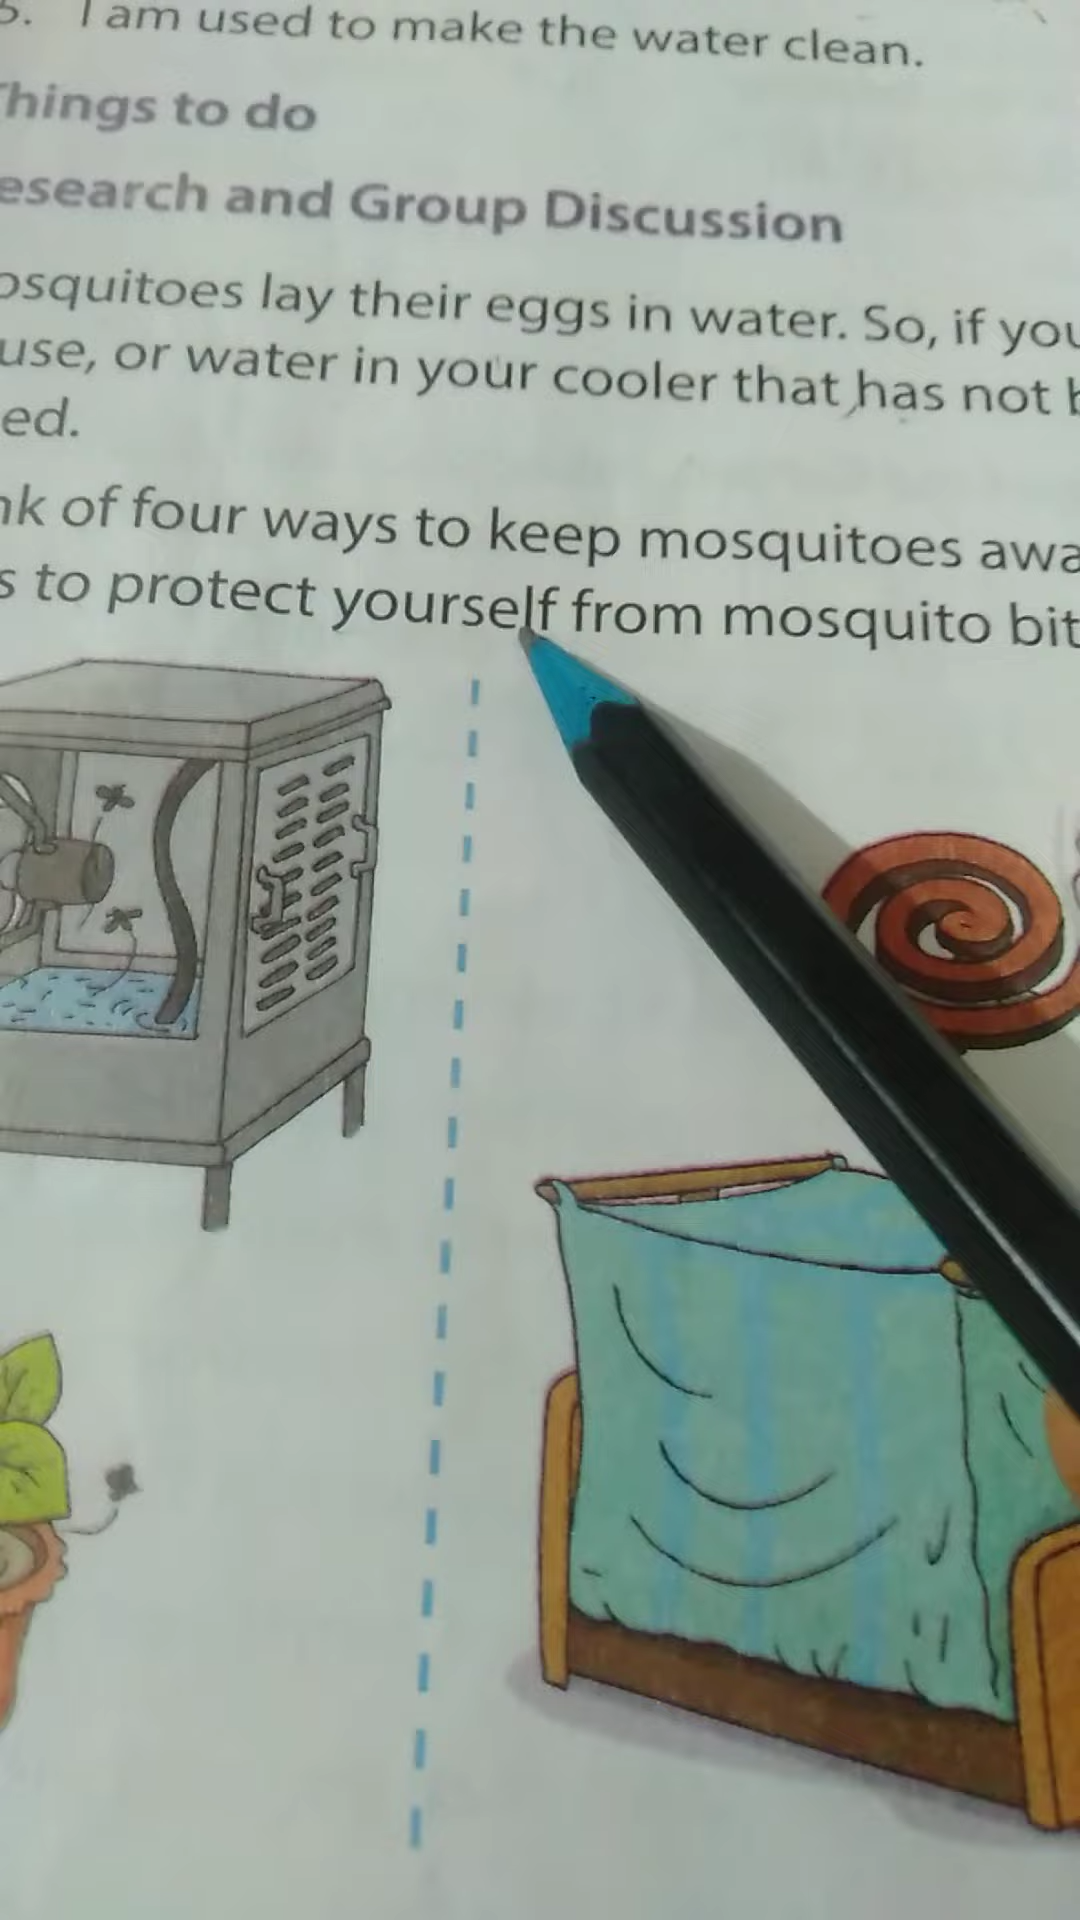 5. I am used to make the water clean.
Things to do
esearch and Group Discussion
osquitoes lay their eggs in water. So, if you
use, or water in your cooler that has not b
ed.
nk of four ways to keep mosquitoes awa
s to protect yourself from mosquito bit